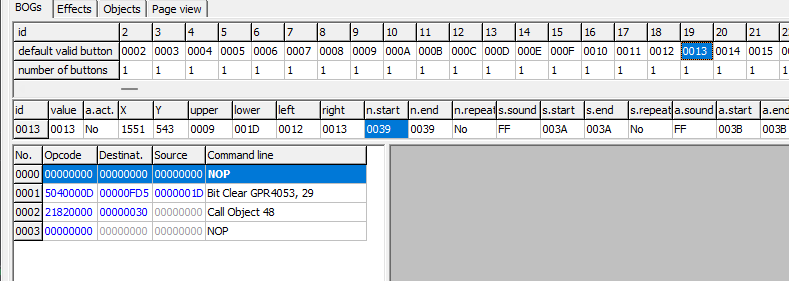 BOGs Effects Objects Page view
id 2 3 4 5 6 7 8 9 10 11 12 13 14 15 16 17 18 19 20 21 2
default valid button 0002 0003 0004 0005 0006 0007 0008 0009 000A 000B 000C 000D 000E 000F 0010 0011 0012 0013 0014 0015 00
number of buttons 1 1 1 1 1 1 1 1 1 1 1 1 1 1 1 1 1 1 1 1 1
id value a.act. X Y upper lower left right n.start n.end n.repeat s.sound s.start s.end s.repeat a.sound a.start a.end
0013 0013 No 1551 543 0009 001D 0012 0013 0039 0039 No FF 003A 003A No FF 003B 003B
No. Opcode Destinat. Source Command line
0000 00000000 00000000 00000000 NOP
0001 5040000D 00000FD5 0000001D Bit Clear GPR4053, 29
0002 21820000 00000030 00000000 Call Object 48
0003 00000000 00000000 00000000 NOP